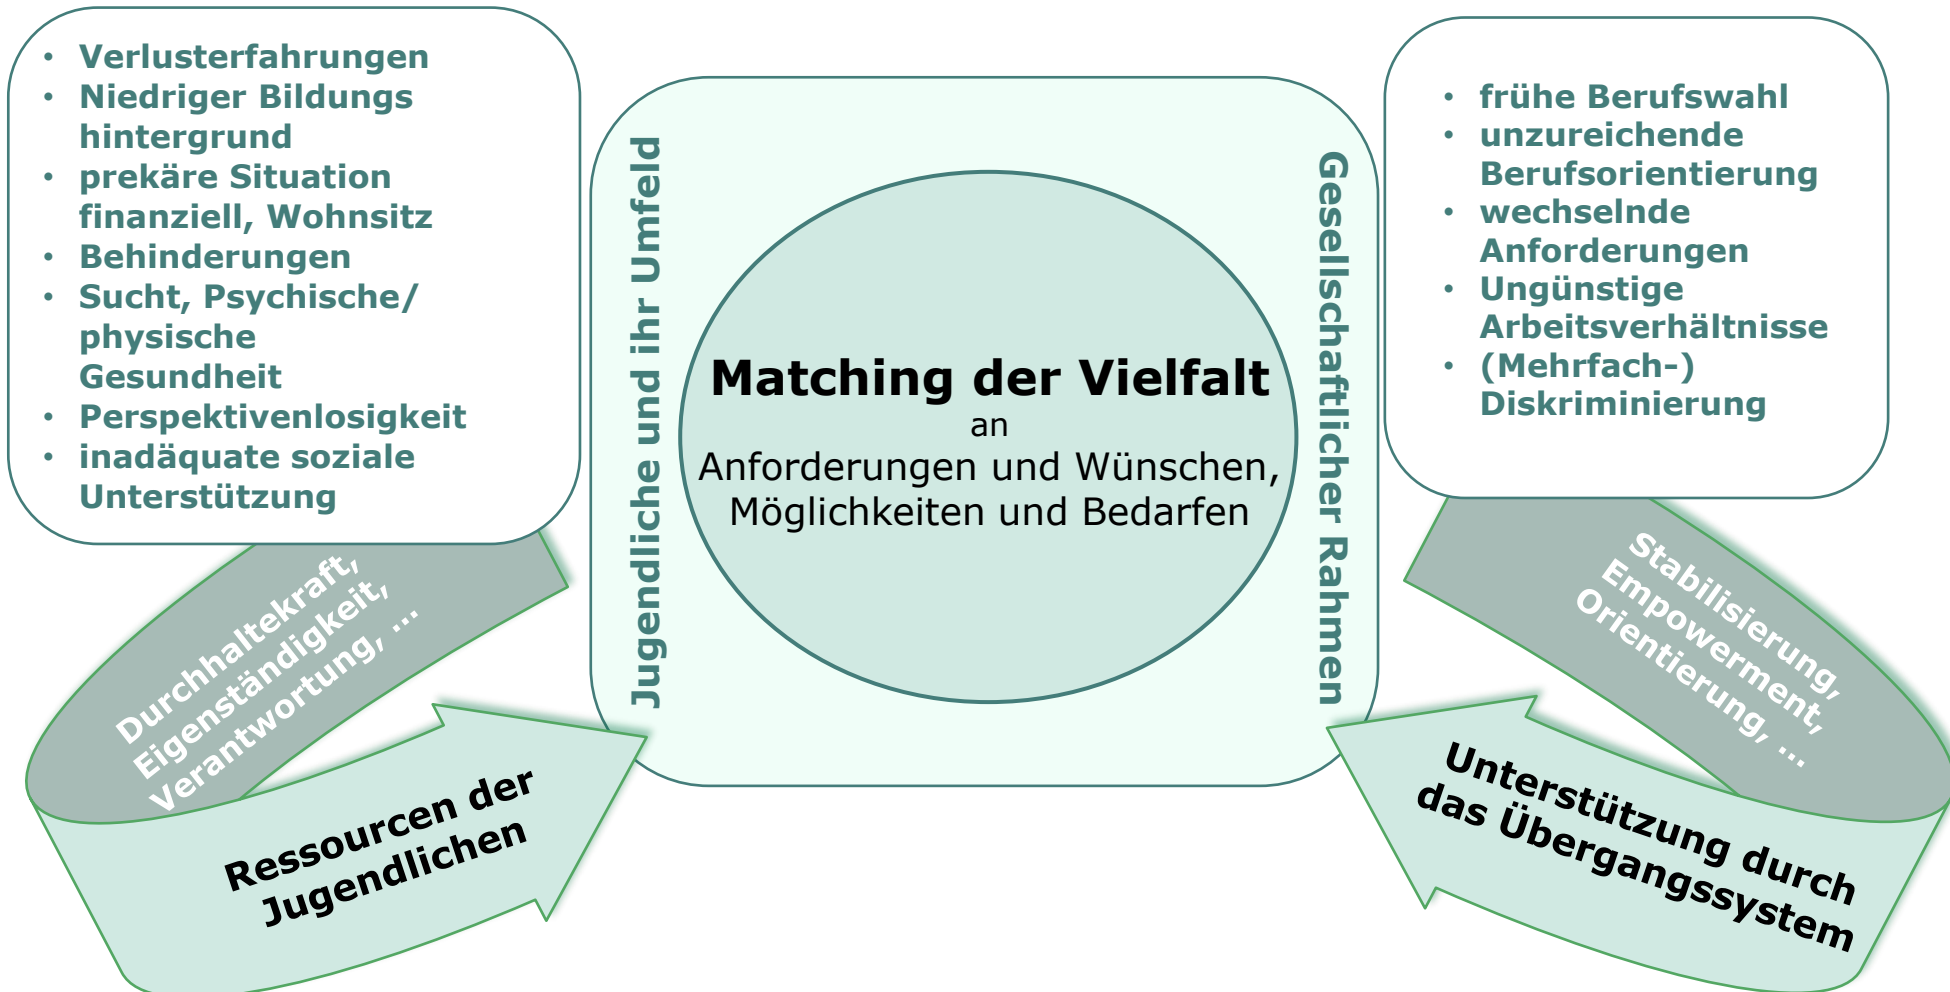 • Verlusterfahrungen
• Niedriger Bildungs
hintergrund
• prekäre Situation
finanziell, Wohnsitz
• Behinderungen
• Sucht, Psychische/
physische
Gesundheit
• Perspektivenlosigkeit
• inadäquate soziale
Unterstützung
Durchhaltekraft,
Eigenständigkeit,
Verantwortung, ...
Ressourcen der
Jugendlichen
Jugendliche und ihr Umfeld
Matching der Vielfalt
an
Anforderungen und Wünschen,
Möglichkeiten und Bedarfen
Gesellschaftlicher Rahmen
• frühe Berufswahl
• unzureichende
Berufsorientierung
• wechselnde
Anforderungen
• Ungünstige
Arbeitsverhältnisse
• (Mehrfach-)
Diskriminierung
Stabilisierung,
Empowerment,
Orientierung, ...
Unterstützung durch
das Übergangssystem